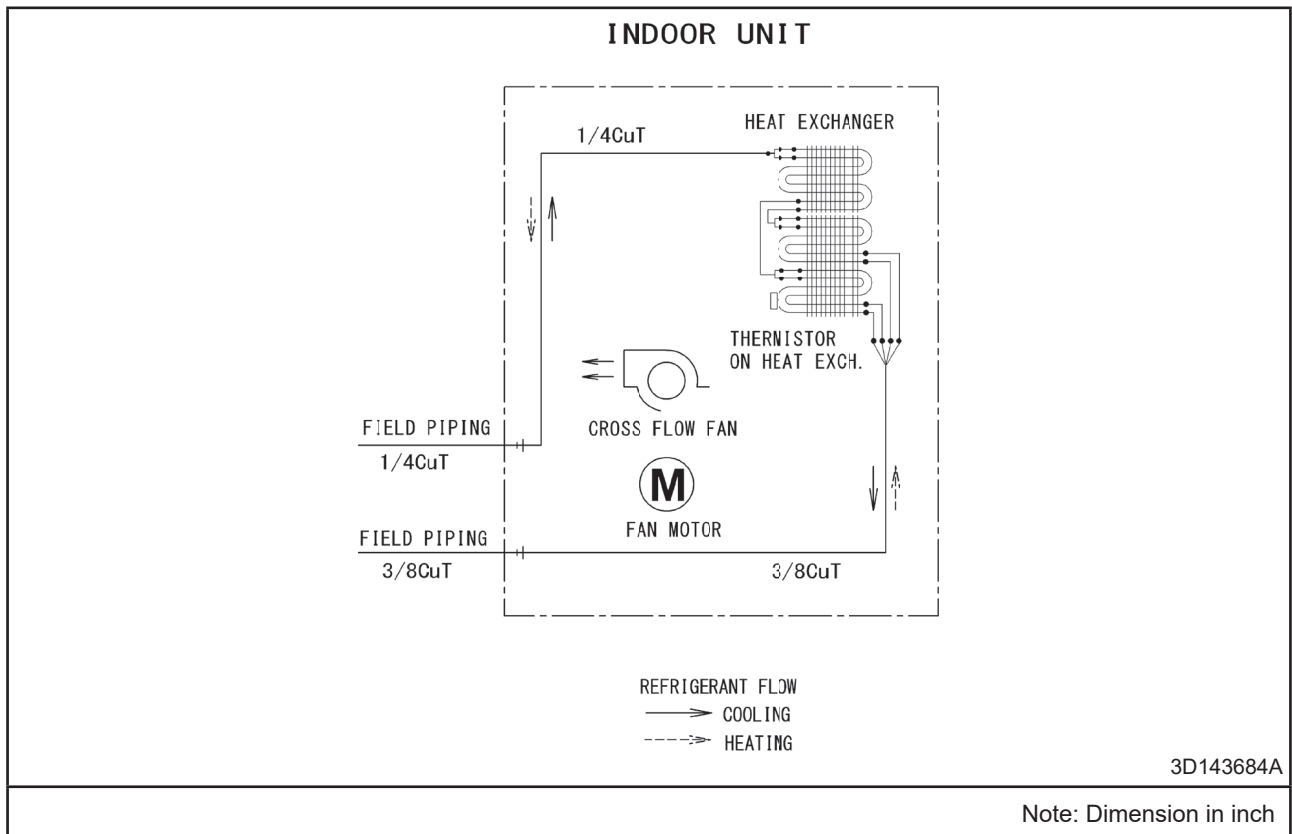 INDOOR UNIT
HEAT EXCHANGER
1/4CuT
THERNISTOR
ON HEAT EXCH.
CROSS FLOW FAN
FIELD PIPING
1/4CuT
M
FAN MOTOR
FIELD PIPING
3/8CuT
3/8CuT
REFRIGERANT FLOW
COOLING
HEATING
3D143684A
Note: Dimension in inch